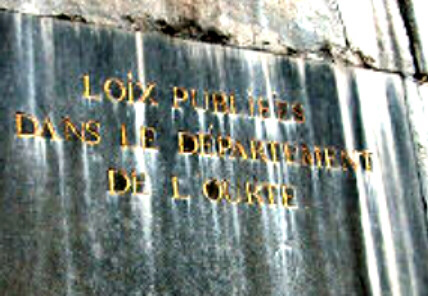 LOIX PUBLIÉES
DANS LE DÉPARTEMENT
DE L OURTE